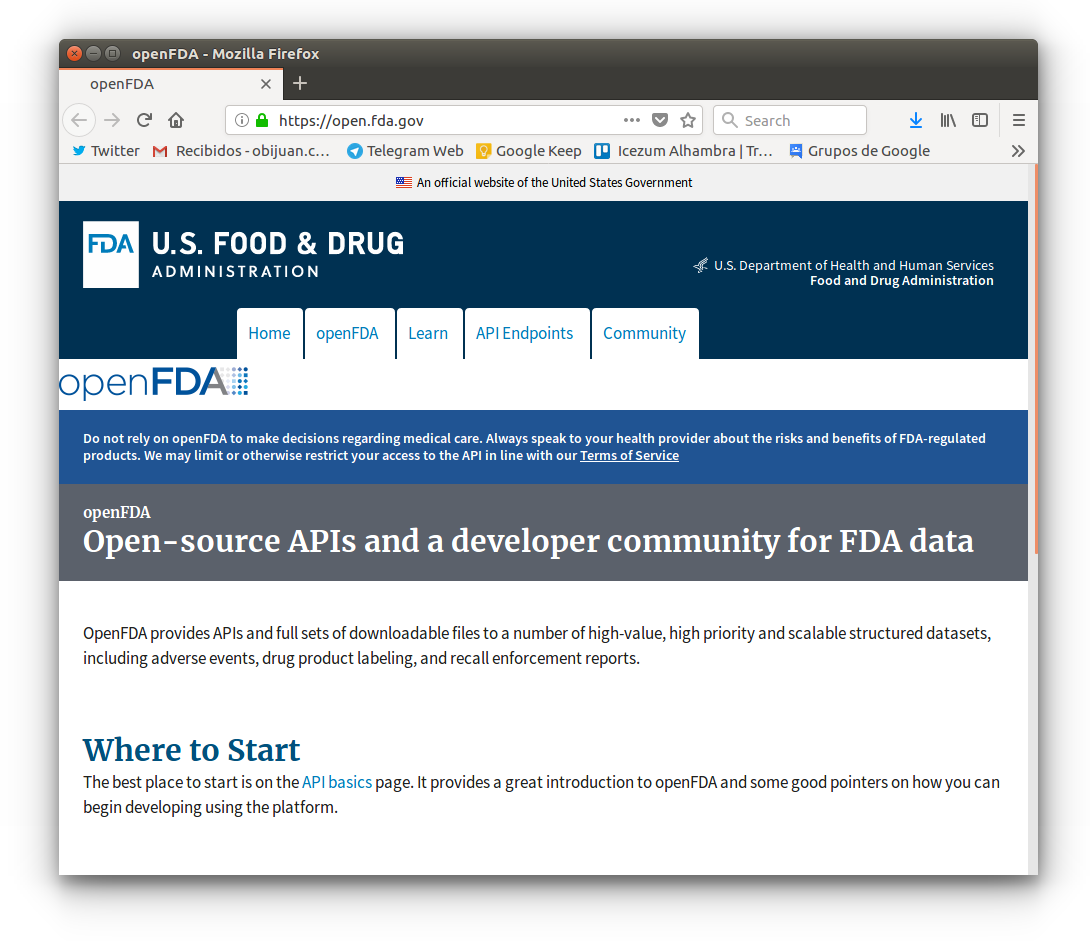 openFDA - Mozilla Firefox
openFDA
https://open.fda.gov
Search
Twitter Recibidos - obijuan.c... Telegram Web Google Keep Icezum Alhambra | Tr... Grupos de Google
An official website of the United States Government
FDA
U.S. FOOD & DRUG
ADMINISTRATION
U.S. Department of Health and Human Services
Food and Drug Administration
Home openFDA Learn API Endpoints Community
openFDA
Do not rely on openFDA to make decisions regarding medical care. Always speak to your health provider about the risks and benefits of FDA-regulated
products. We may limit or otherwise restrict your access to the API in line with our Terms of Service
openFDA
Open-source APIs and a developer community for FDA data
OpenFDA provides APIs and full sets of downloadable files to a number of high-value, high priority and scalable structured datasets,
including adverse events, drug product labeling, and recall enforcement reports.
Where to Start
The best place to start is on the API basics page. It provides a great introduction to openFDA and some good pointers on how you can
begin developing using the platform.